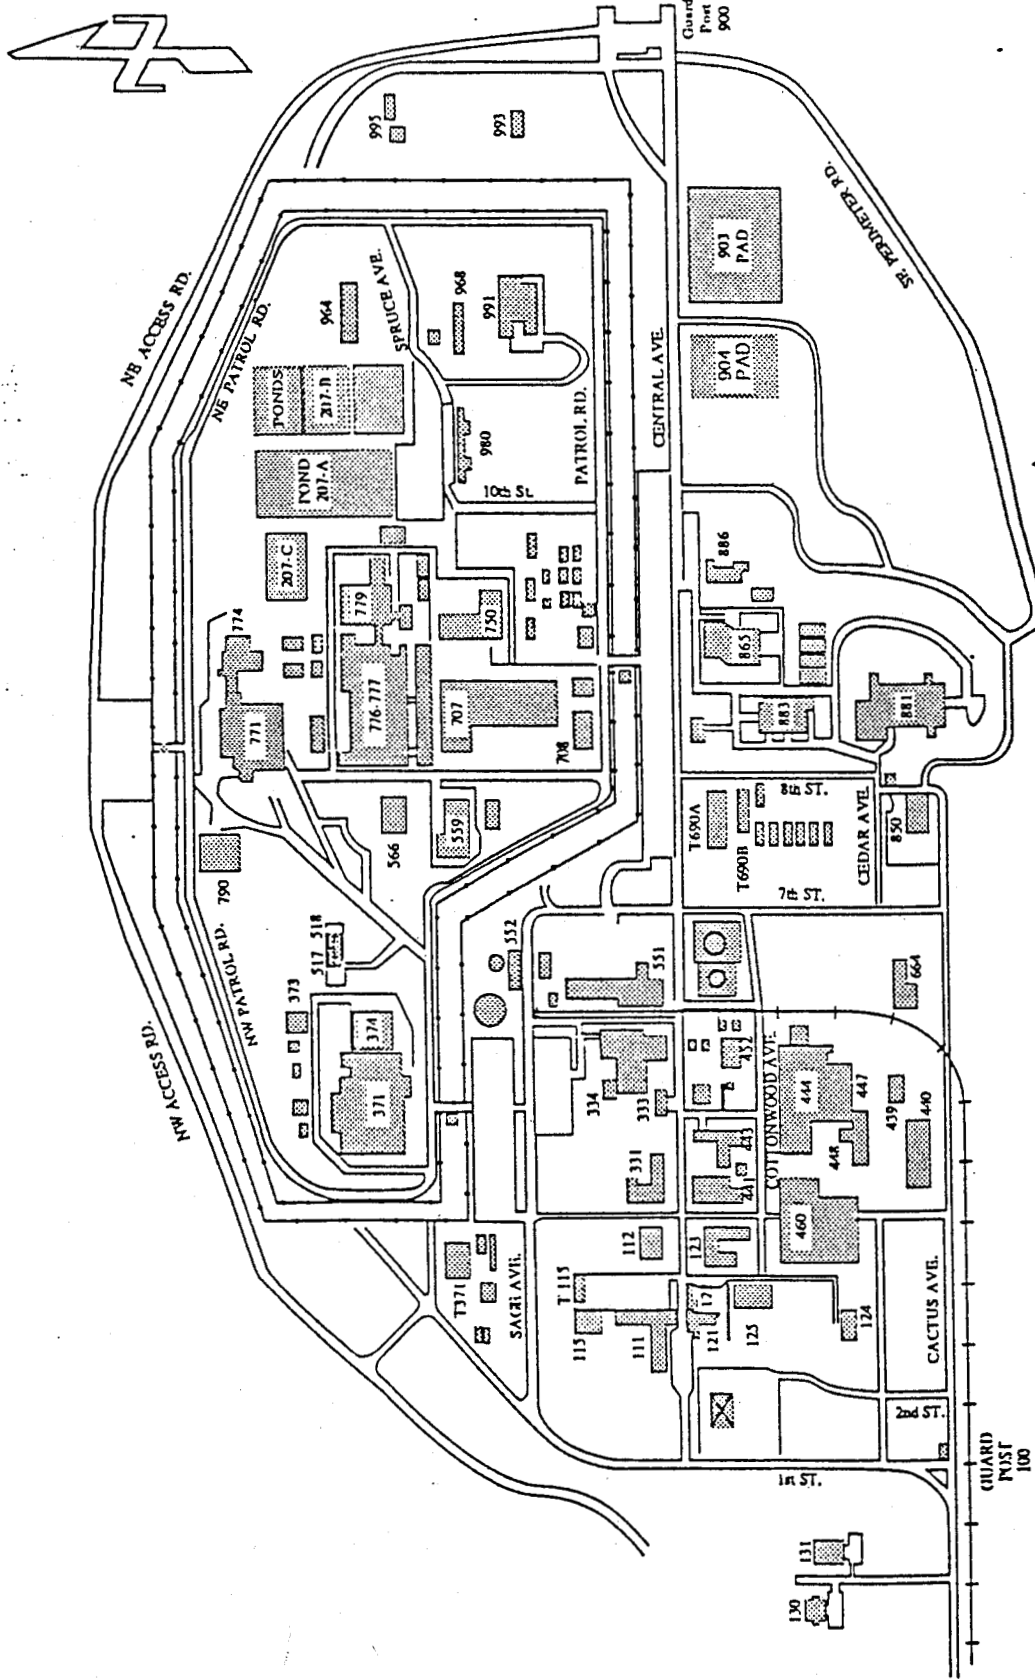 Guard
Post
900
995
993
NE ACCESS RD.
NE PATROL RD.
964
SPRUCE AVE.
968
991
903
PAD
SE PERIMETER RD.
904
PAD
PONDS
207-B
POND
207-A
980
10th St.
PATROL RD.
CENTRAL AVE.
207-C
774
779
750
886
865
771
776-777
707
708
883
881
790
566
559
T690A
T690B
8th ST.
CEDAR AVE.
850
7th ST.
NW PATROL RD.
517 518
552
551
664
373
374
371
NW ACCESS RD.
334
333
452
COTTONWOOD AVE.
444
447
439
440
448
443
331
441
460
112
123
T371
SAGE AVE.
T115
115
111
121
125
124
CACTUS AVE.
2nd ST.
1st ST.
GUARD
POST
100
131
130